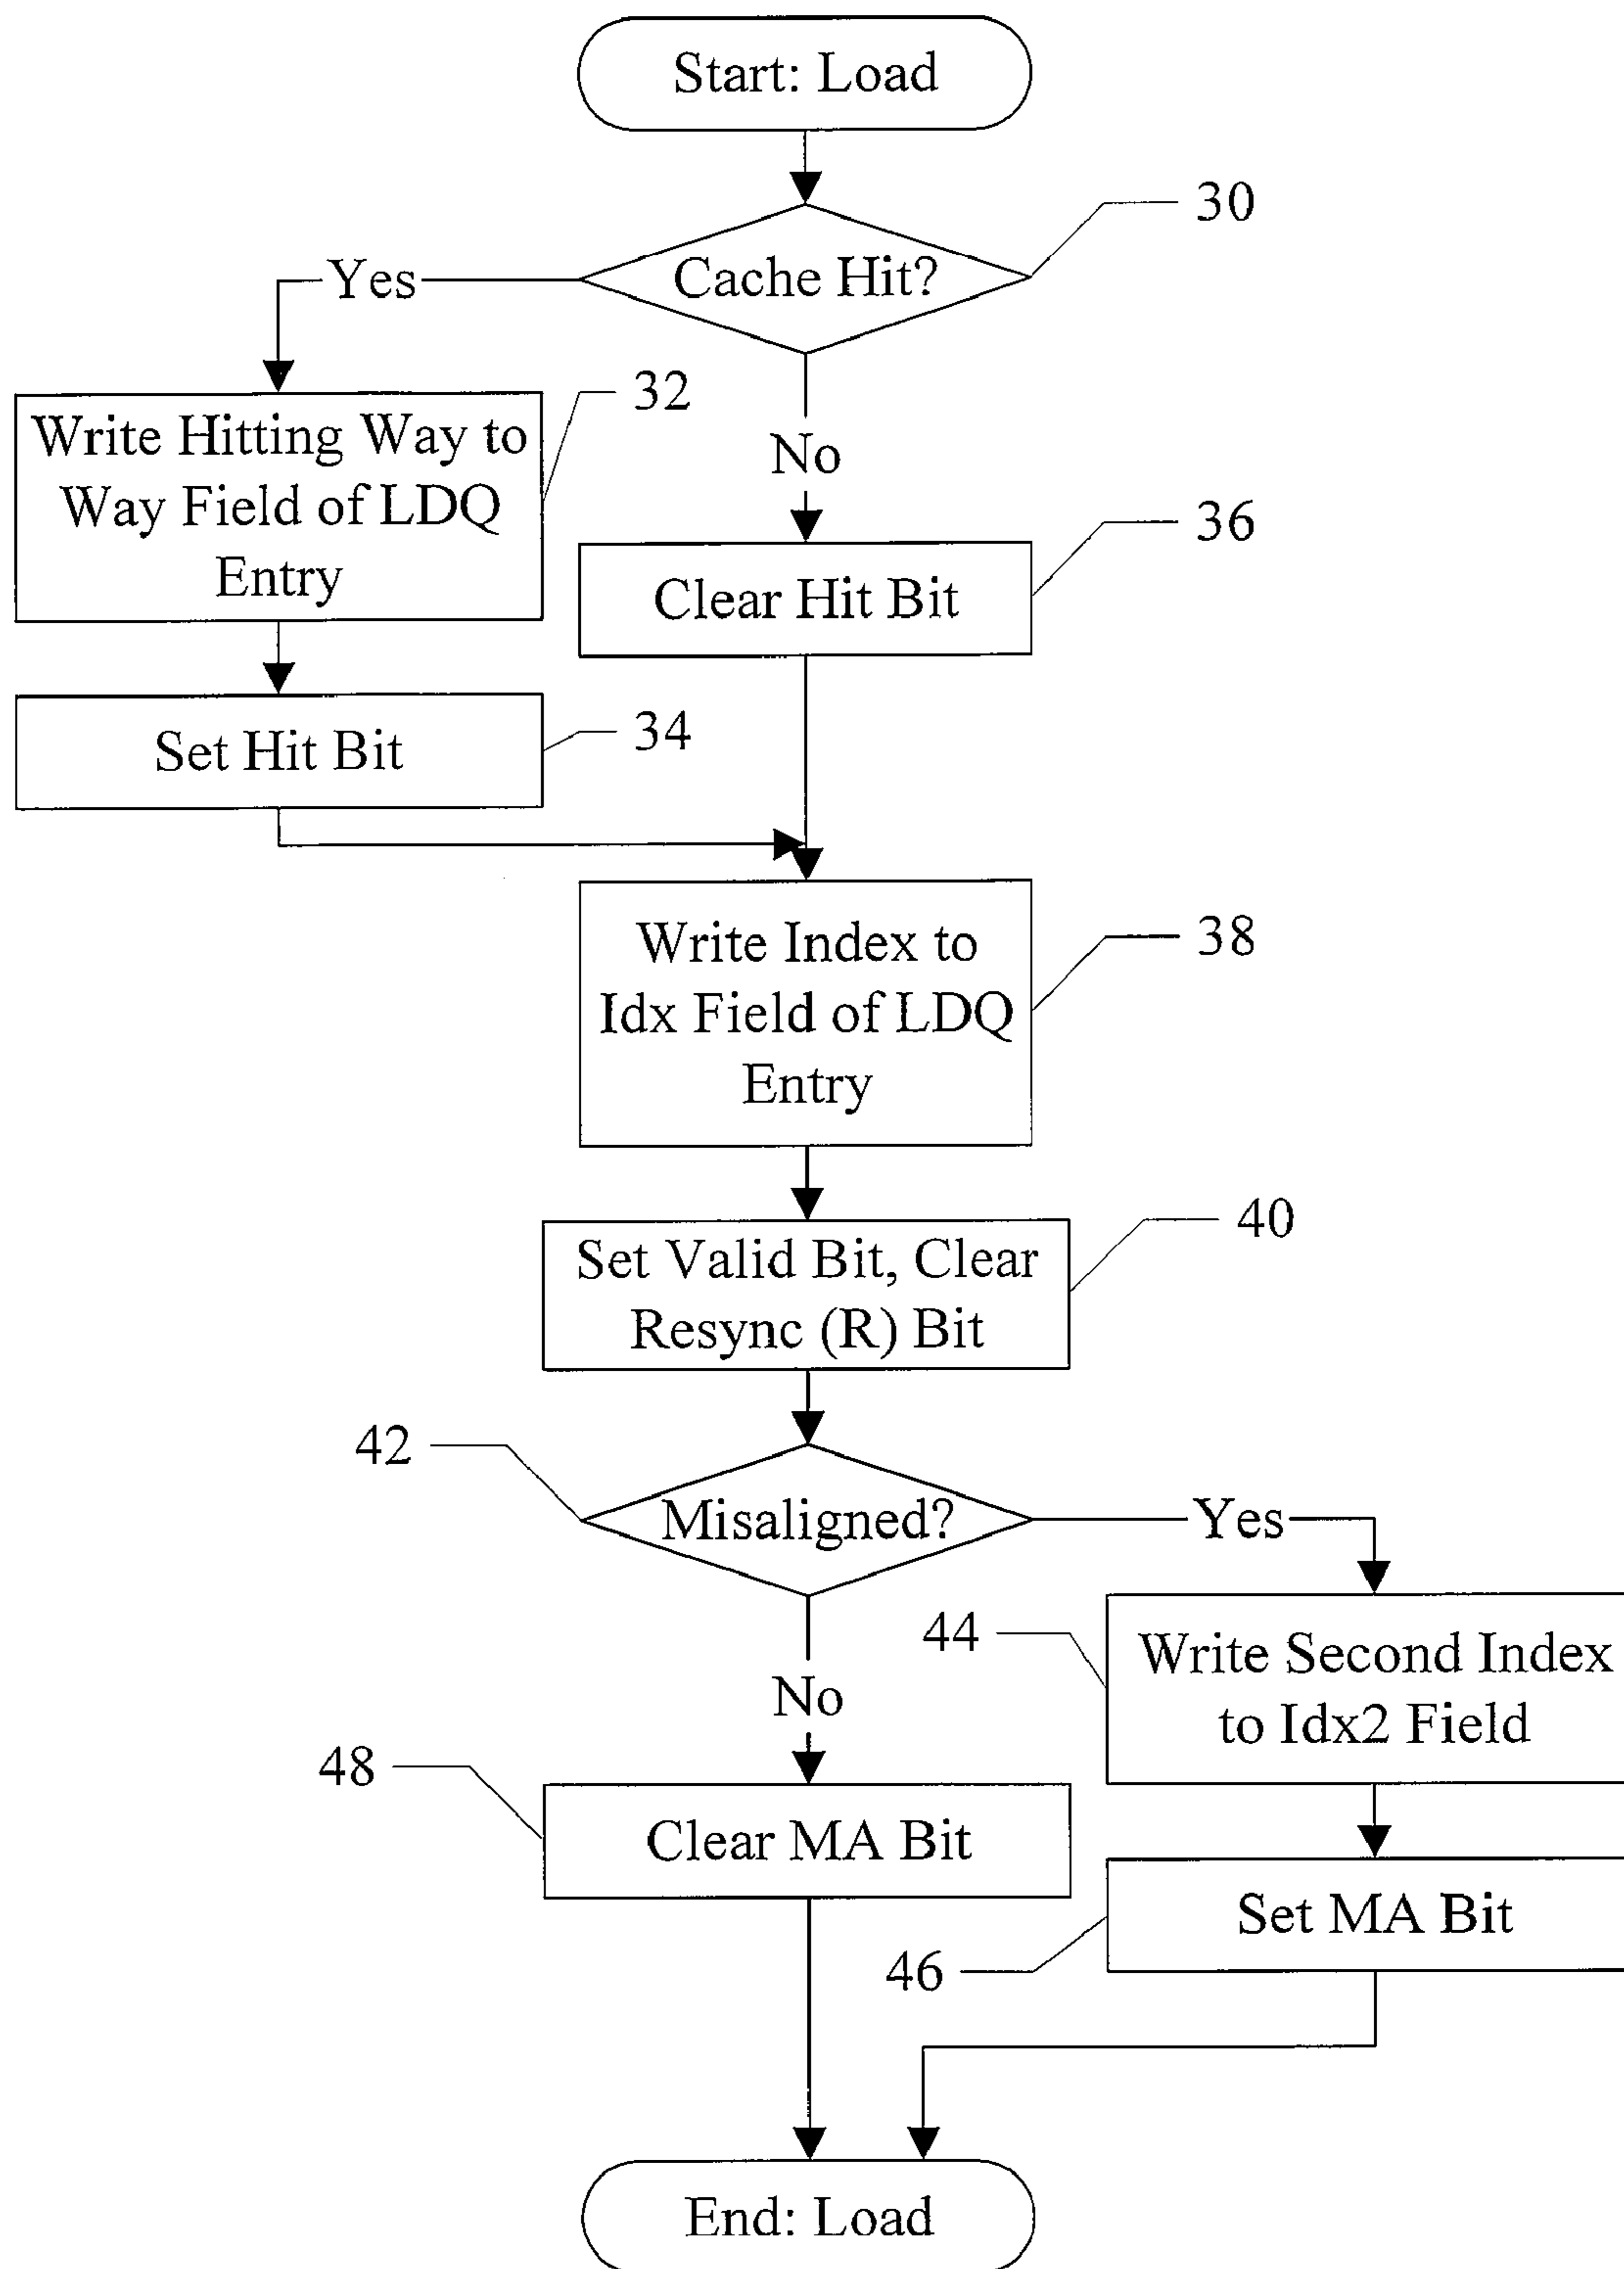 Start: Load
30
Cache Hit?
Yes
32
Write Hitting Way to
Way Field of LDQ
Entry
No
36
Clear Hit Bit
34
Set Hit Bit
38
Write Index to
Idx Field of LDQ
Entry
40
Set Valid Bit, Clear
Resync (R) Bit
42
Misaligned?
Yes
44
Write Second Index
to Idx2 Field
No
48
Clear MA Bit
Set MA Bit
46
End: Load